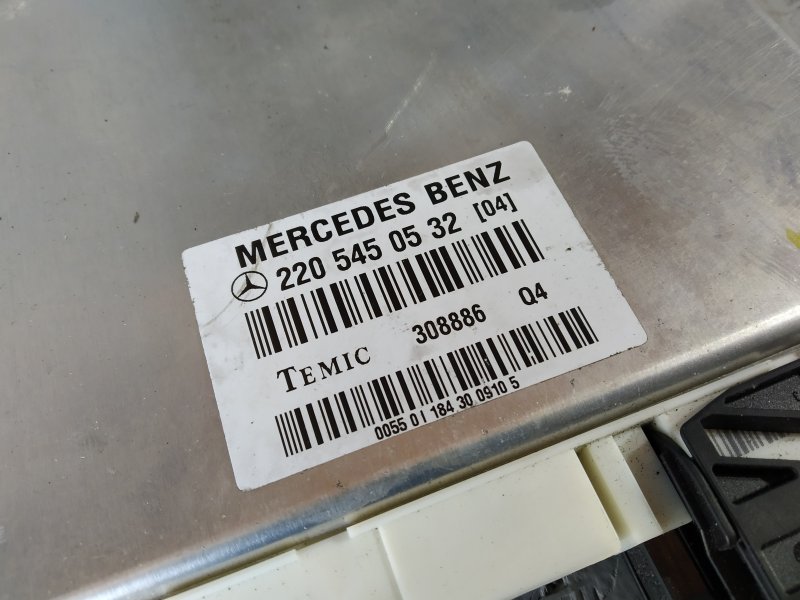 MERCEDES BENZ
220 545 05 32 [04]
TEMIC 308886 Q4
0055 01 184 30 0910 5